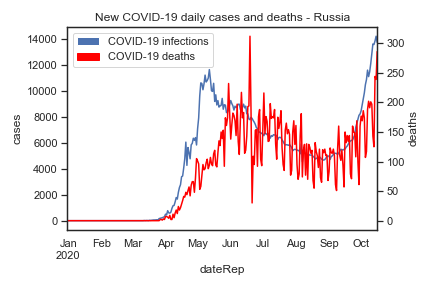 New COVID-19 daily cases and deaths - Russia
COVID-19 infections
COVID-19 deaths
14000
12000
10000
8000
6000
4000
2000
0
cases
300
250
200
150
100
50
0
deaths
Jan Feb Mar Apr May Jun Jul Aug Sep Oct
2020
dateRep